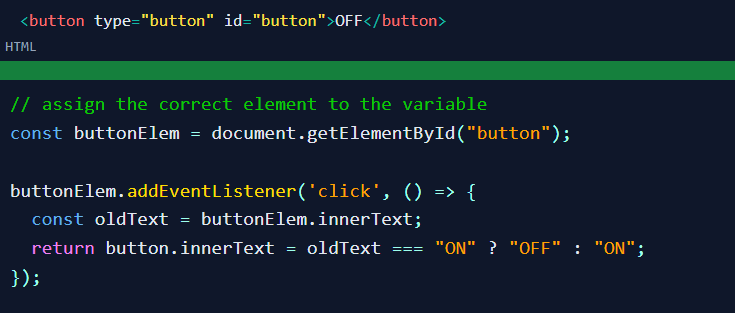 <button type="button" id="button">OFF</button>
HTML
// assign the correct element to the variable
const buttonElem = document.getElementById("button");
buttonElem.addEventListener('click', () => {
  const oldText = buttonElem.innerText;
  return button.innerText = oldText === "ON" ? "OFF" : "ON";
});